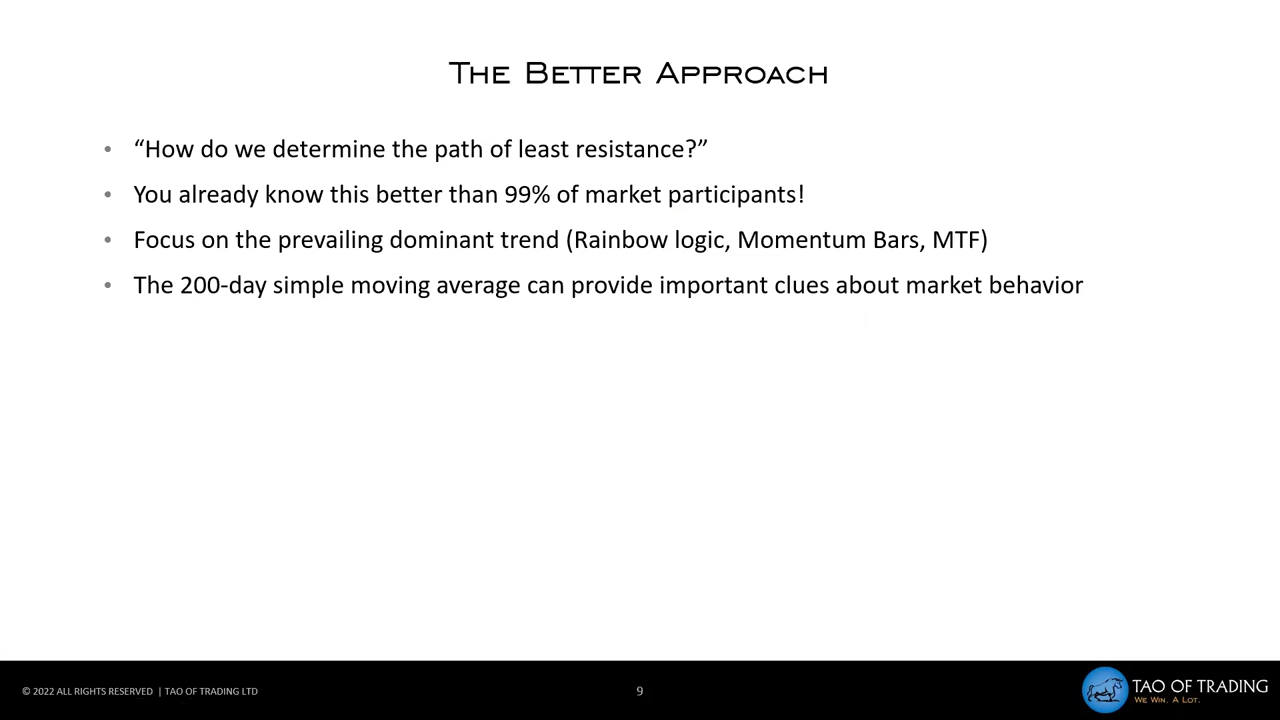 The Better Approach
• “How do we determine the path of least resistance?”
• You already know this better than 99% of market participants!
• Focus on the prevailing dominant trend (Rainbow logic, Momentum Bars, MTF)
• The 200-day simple moving average can provide important clues about market behavior
© 2022 ALL RIGHTS RESERVED | TAO OF TRADING LTD
9
TAO OF TRADING
We Win. A Lot.